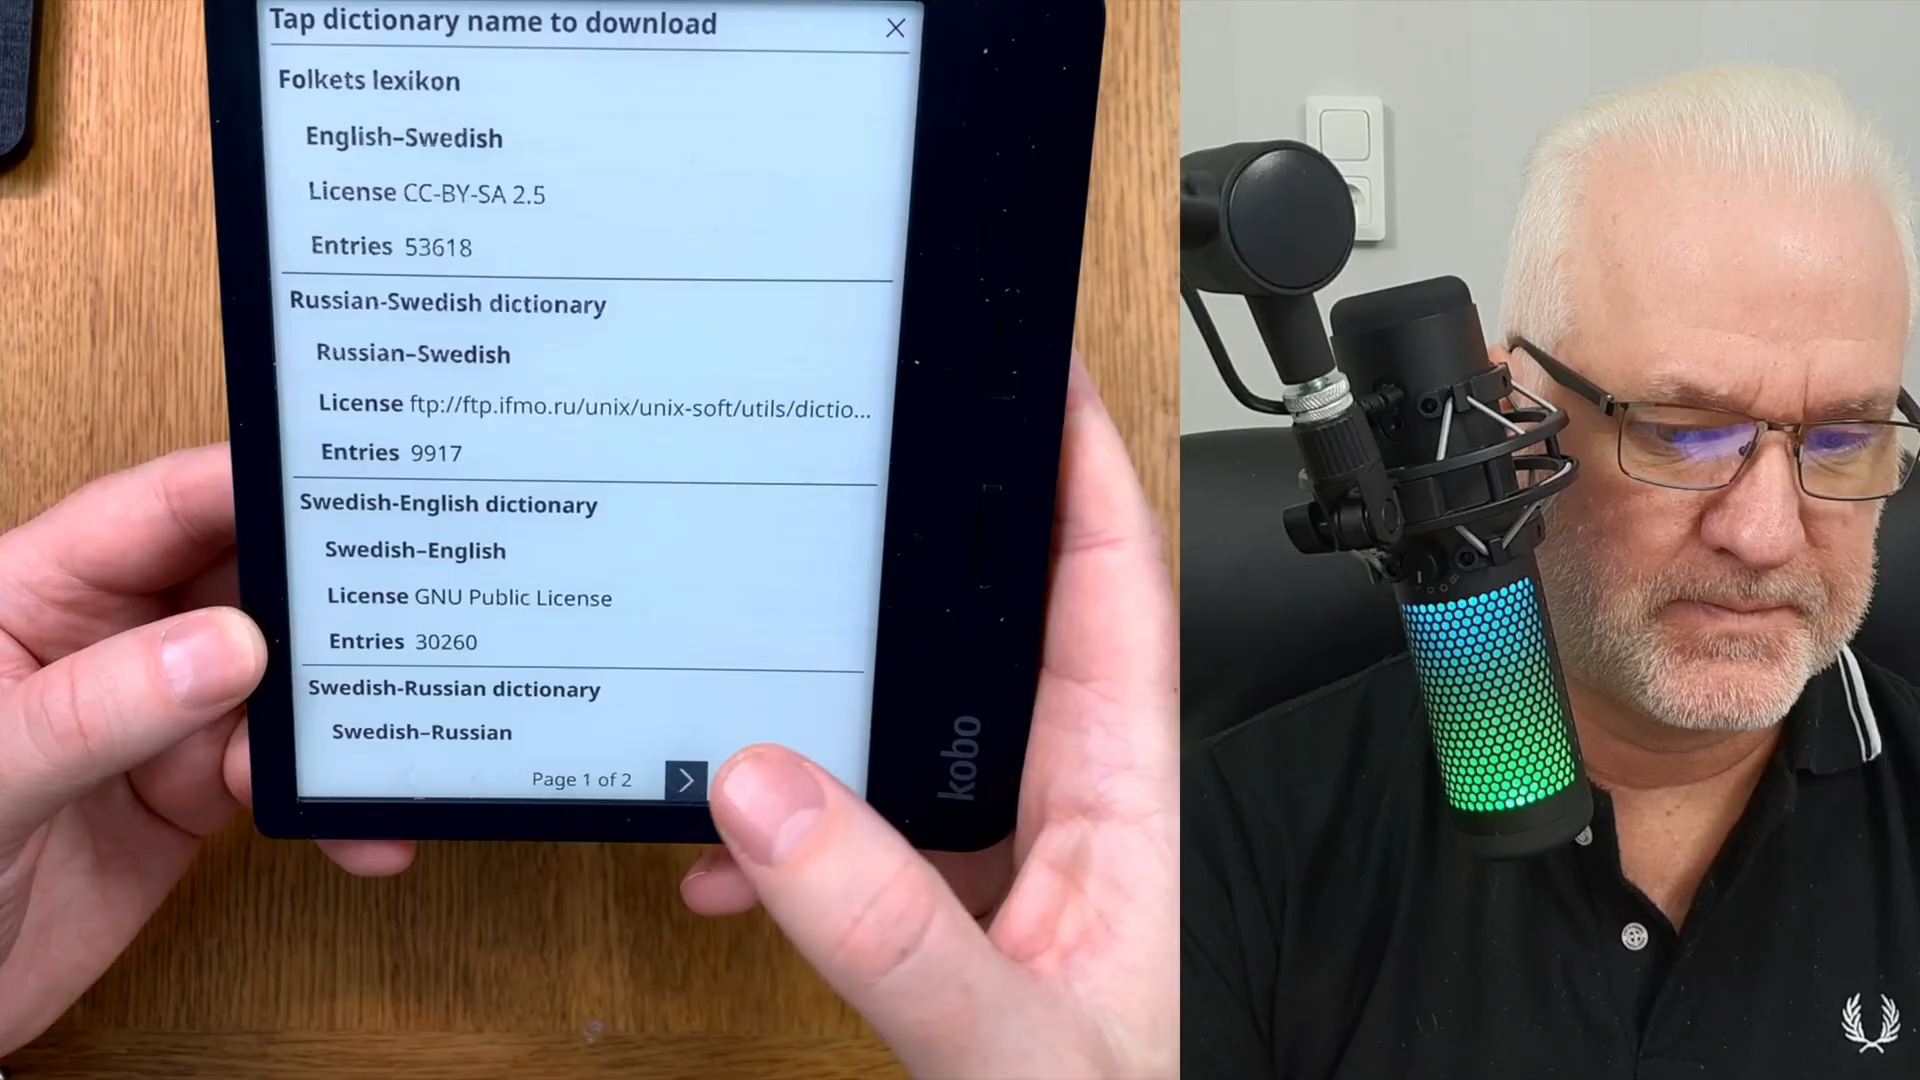 Tap dictionary name to download
Folkets lexikon
English–Swedish
License CC-BY-SA 2.5
Entries 53618
Russian-Swedish dictionary
Russian–Swedish
License ftp://ftp.ifmo.ru/unix/unix-soft/utils/dictio...
Entries 9917
Swedish-English dictionary
Swedish–English
License GNU Public License
Entries 30260
Swedish-Russian dictionary
Swedish–Russian
Page 1 of 2
kobo